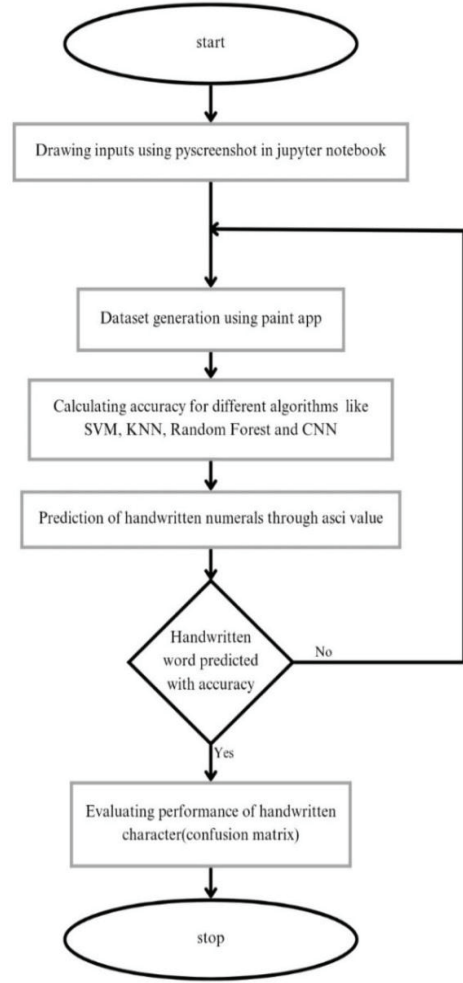 start
Drawing inputs using pyscreenshot in jupyter notebook
Dataset generation using paint app
Calculating accuracy for different algorithms like
SVM, KNN, Random Forest and CNN
Prediction of handwritten numerals through asci value
Handwritten
word predicted
with accuracy
No
Yes
Evaluating performance of handwritten
character(confusion matrix)
stop